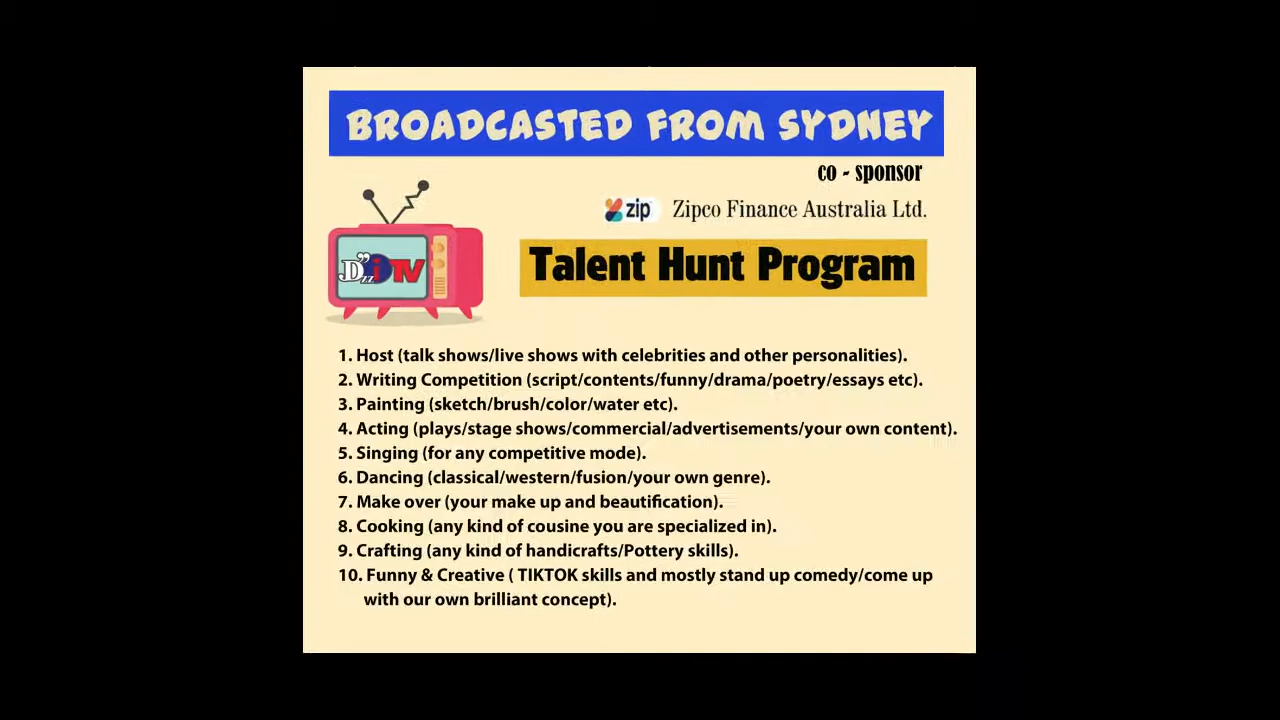 BROADCASTED FROM SYDNEY
co - sponsor
zip Zipco Finance Australia Ltd.
D"zziTV
Talent Hunt Program
1. Host (talk shows/live shows with celebrities and other personalities).
2. Writing Competition (script/contents/funny/drama/poetry/essays etc).
3. Painting (sketch/brush/color/water etc).
4. Acting (plays/stage shows/commercial/advertisements/your own content).
5. Singing (for any competitive mode).
6. Dancing (classical/western/fusion/your own genre).
7. Make over (your make up and beautification).
8. Cooking (any kind of cousine you are specialized in).
9. Crafting (any kind of handicrafts/Pottery skills).
10. Funny & Creative ( TIKTOK skills and mostly stand up comedy/come up
with our own brilliant concept).